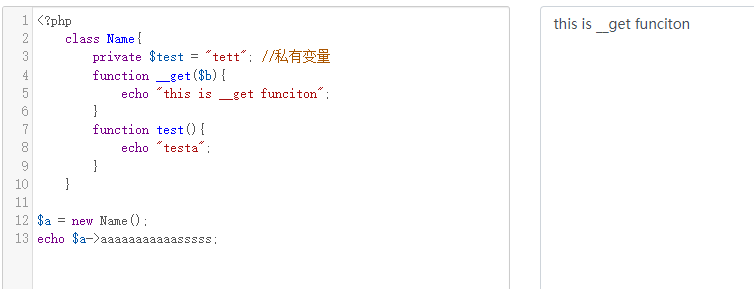 1 <?php
2 class Name{
3 private $test = "tett"; //私有变量
4 function __get($b){
5 echo "this is __get funciton";
6 }
7 function test(){
8 echo "testa";
9 }
10 }
11
12 $a = new Name();
13 echo $a->aaaaaaaaaaasssss;
this is __get funciton